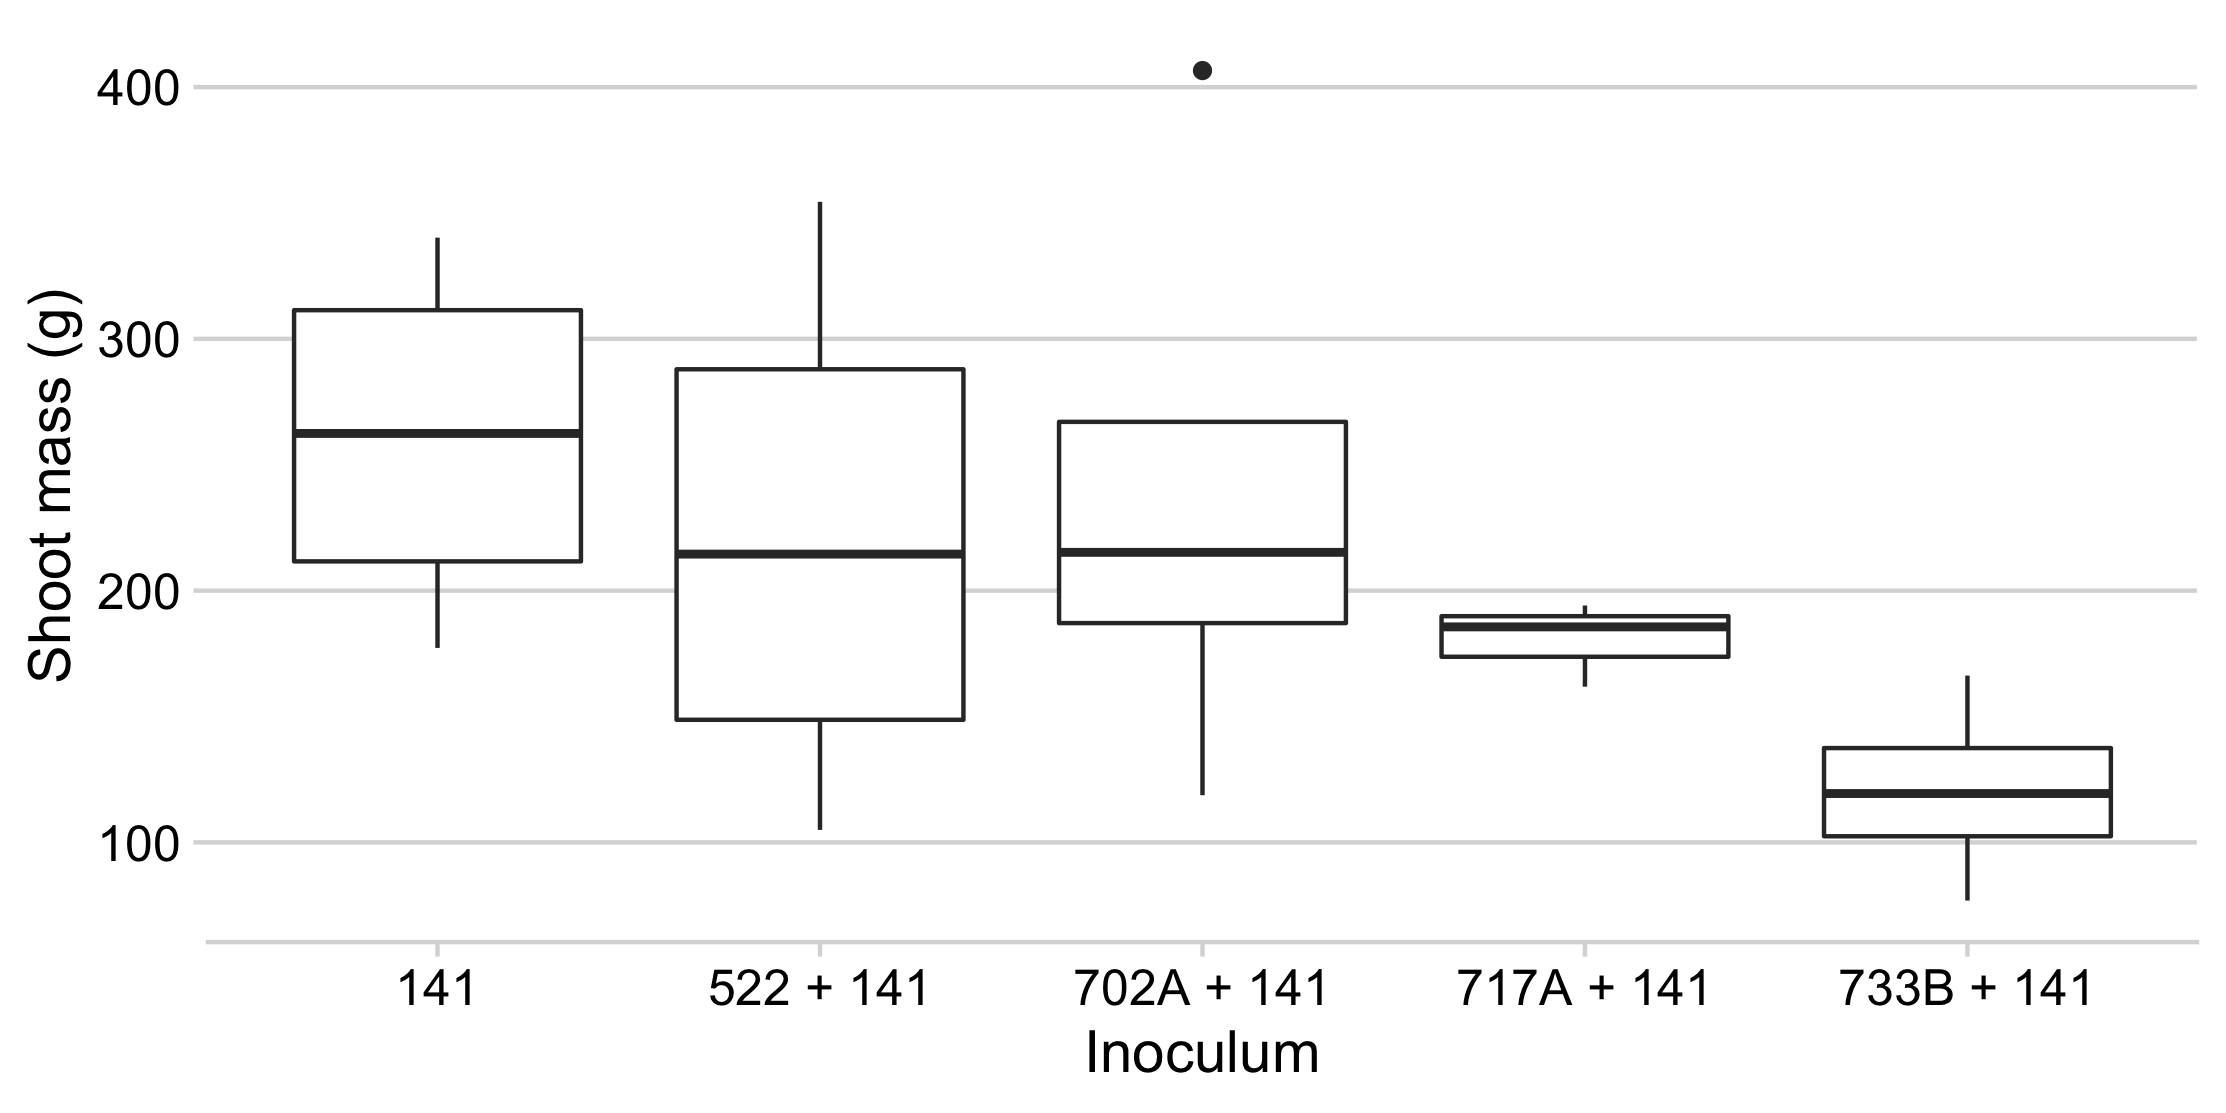 Shoot mass (g)
400
300
200
100
141
522 + 141
702A + 141
717A + 141
733B + 141
Inoculum